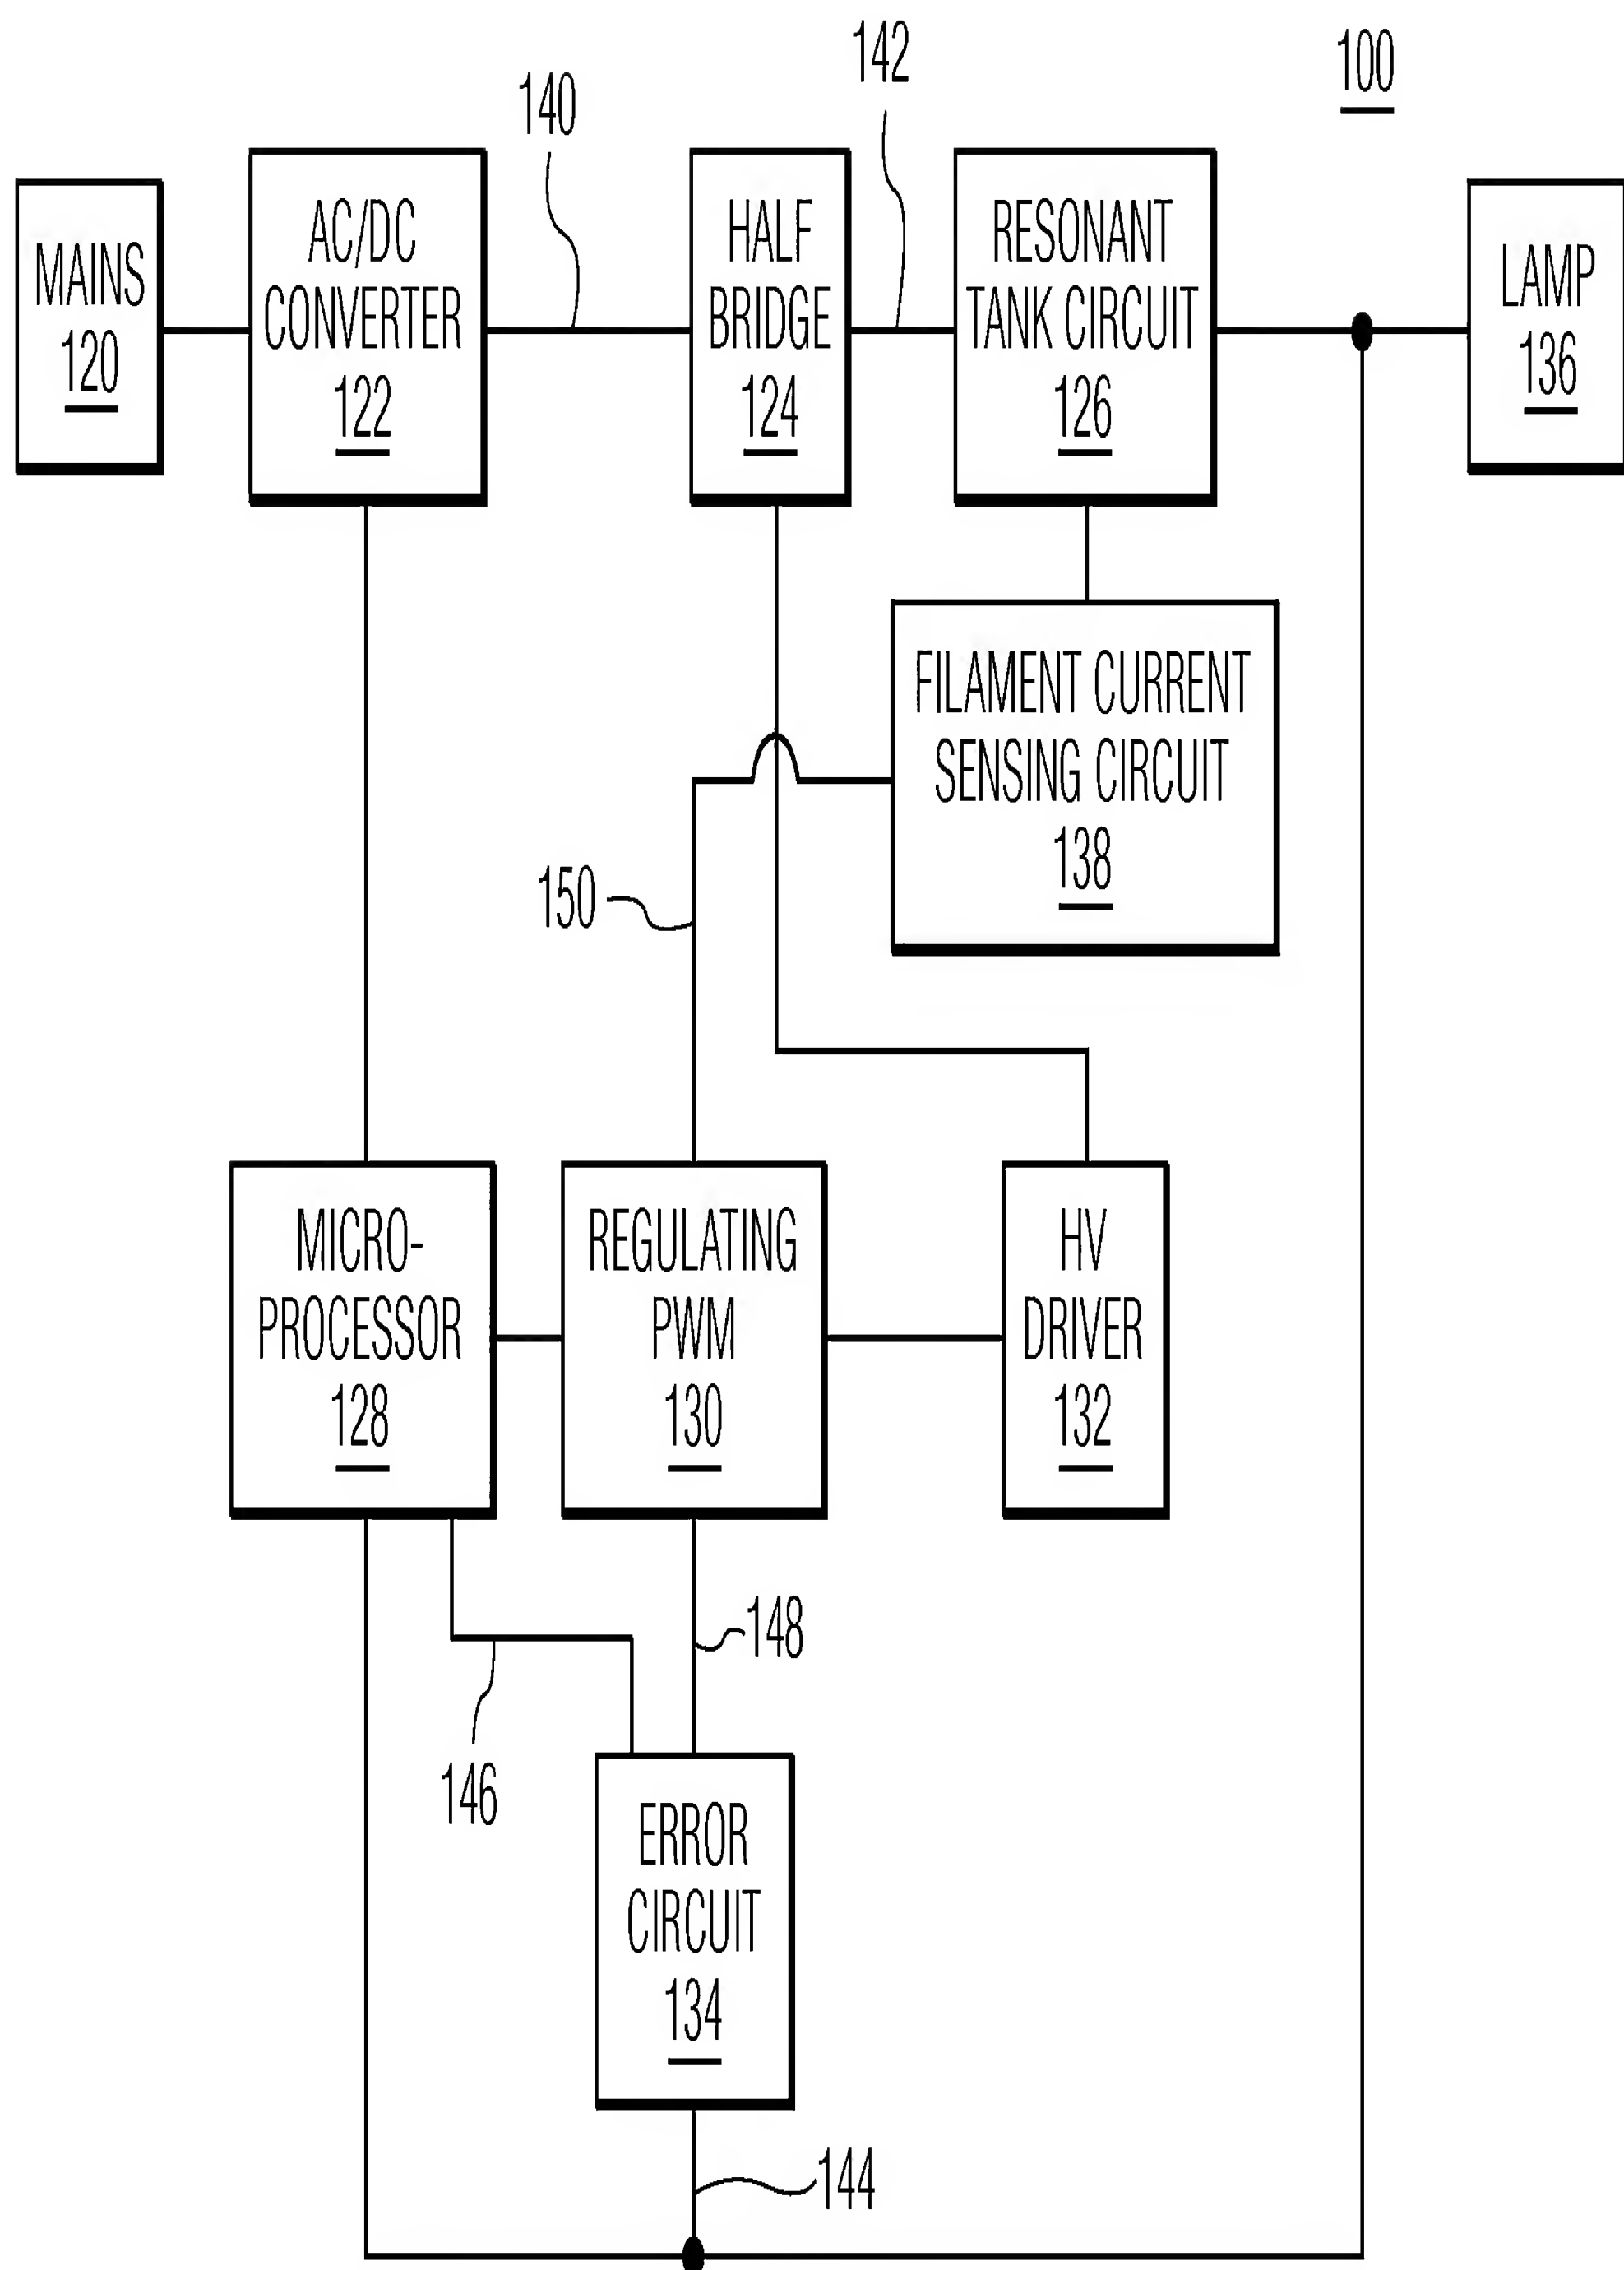 142
100
140
MAINS
120
AC/DC
CONVERTER
122
HALF
BRIDGE
124
RESONANT
TANK CIRCUIT
126
LAMP
136
FILAMENT CURRENT
SENSING CIRCUIT
138
150
MICRO-
PROCESSOR
128
REGULATING
PWM
130
HV
DRIVER
132
148
146
ERROR
CIRCUIT
134
144